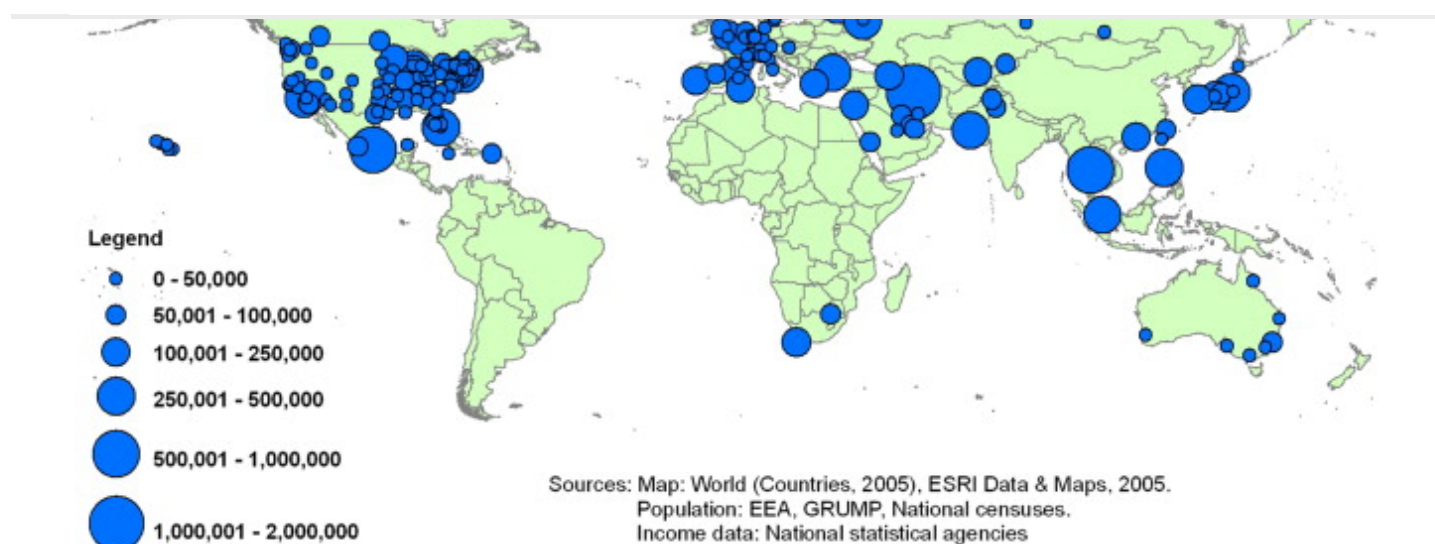 Legend
0 - 50,000
50,001 - 100,000
100,001 - 250,000
250,001 - 500,000
500,001 - 1,000,000
1,000,001 - 2,000,000
Sources: Map: World (Countries, 2005), ESRI Data & Maps, 2005.
Population: EEA, GRUMP, National censuses.
Income data: National statistical agencies